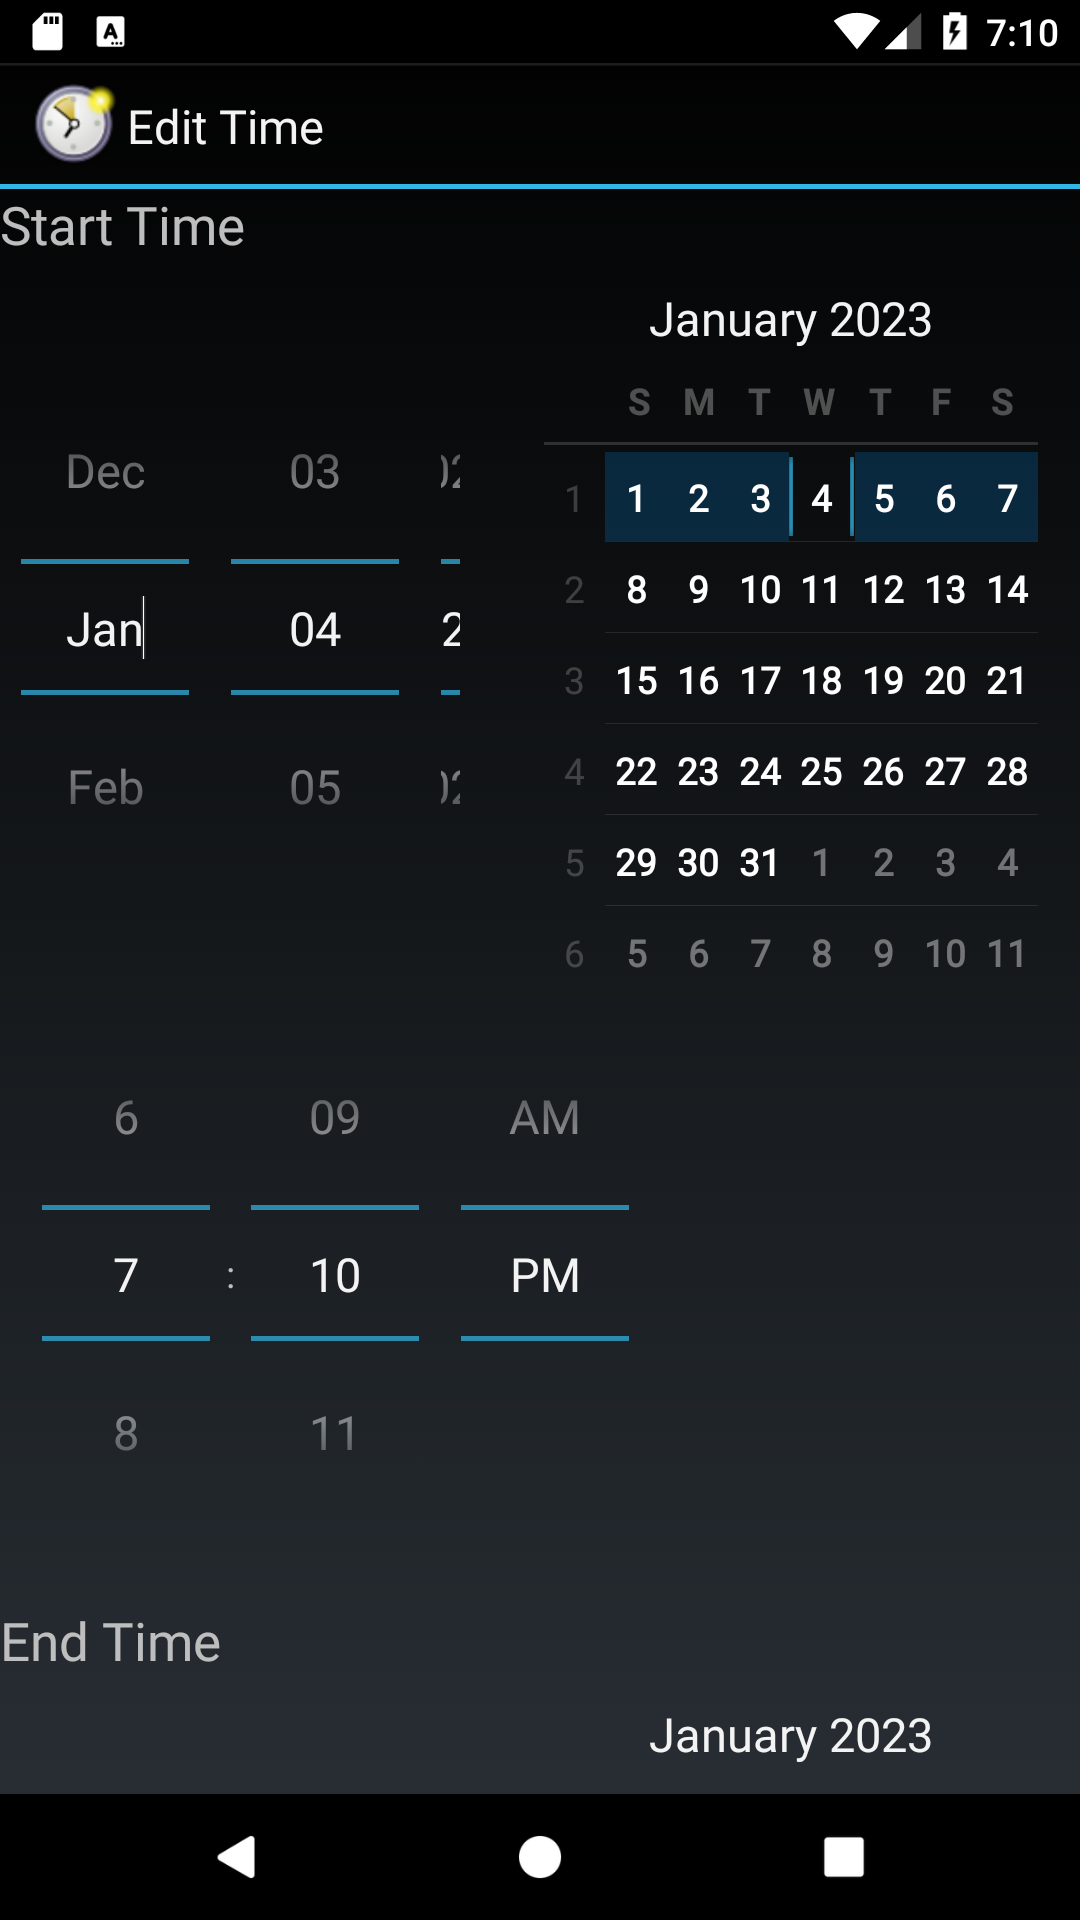 7:10
Edit Time
Start Time
January 2023
S M T W T F S
Dec 03
1 1 2 3 4 5 6 7
2 8 9 10 11 12 13 14
Jan 04 2
3 15 16 17 18 19 20 21
Feb 05
4 22 23 24 25 26 27 28
5 29 30 31 1 2 3 4
6 5 6 7 8 9 10 11
6 09 AM
7 : 10 PM
8 11
End Time
January 2023